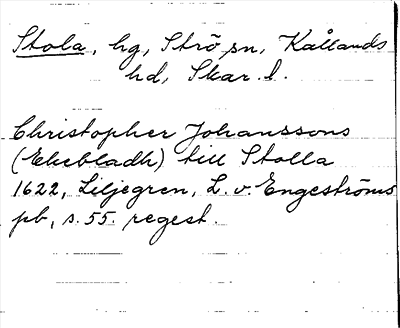 Stola, hg, Strö sn, Kållands
hd, Skar. l.
Christopher Johanssons
(Ekebladh) till Stolla
1622, Liljegren, L. v. Engeströms
pb, s. 55. regest.